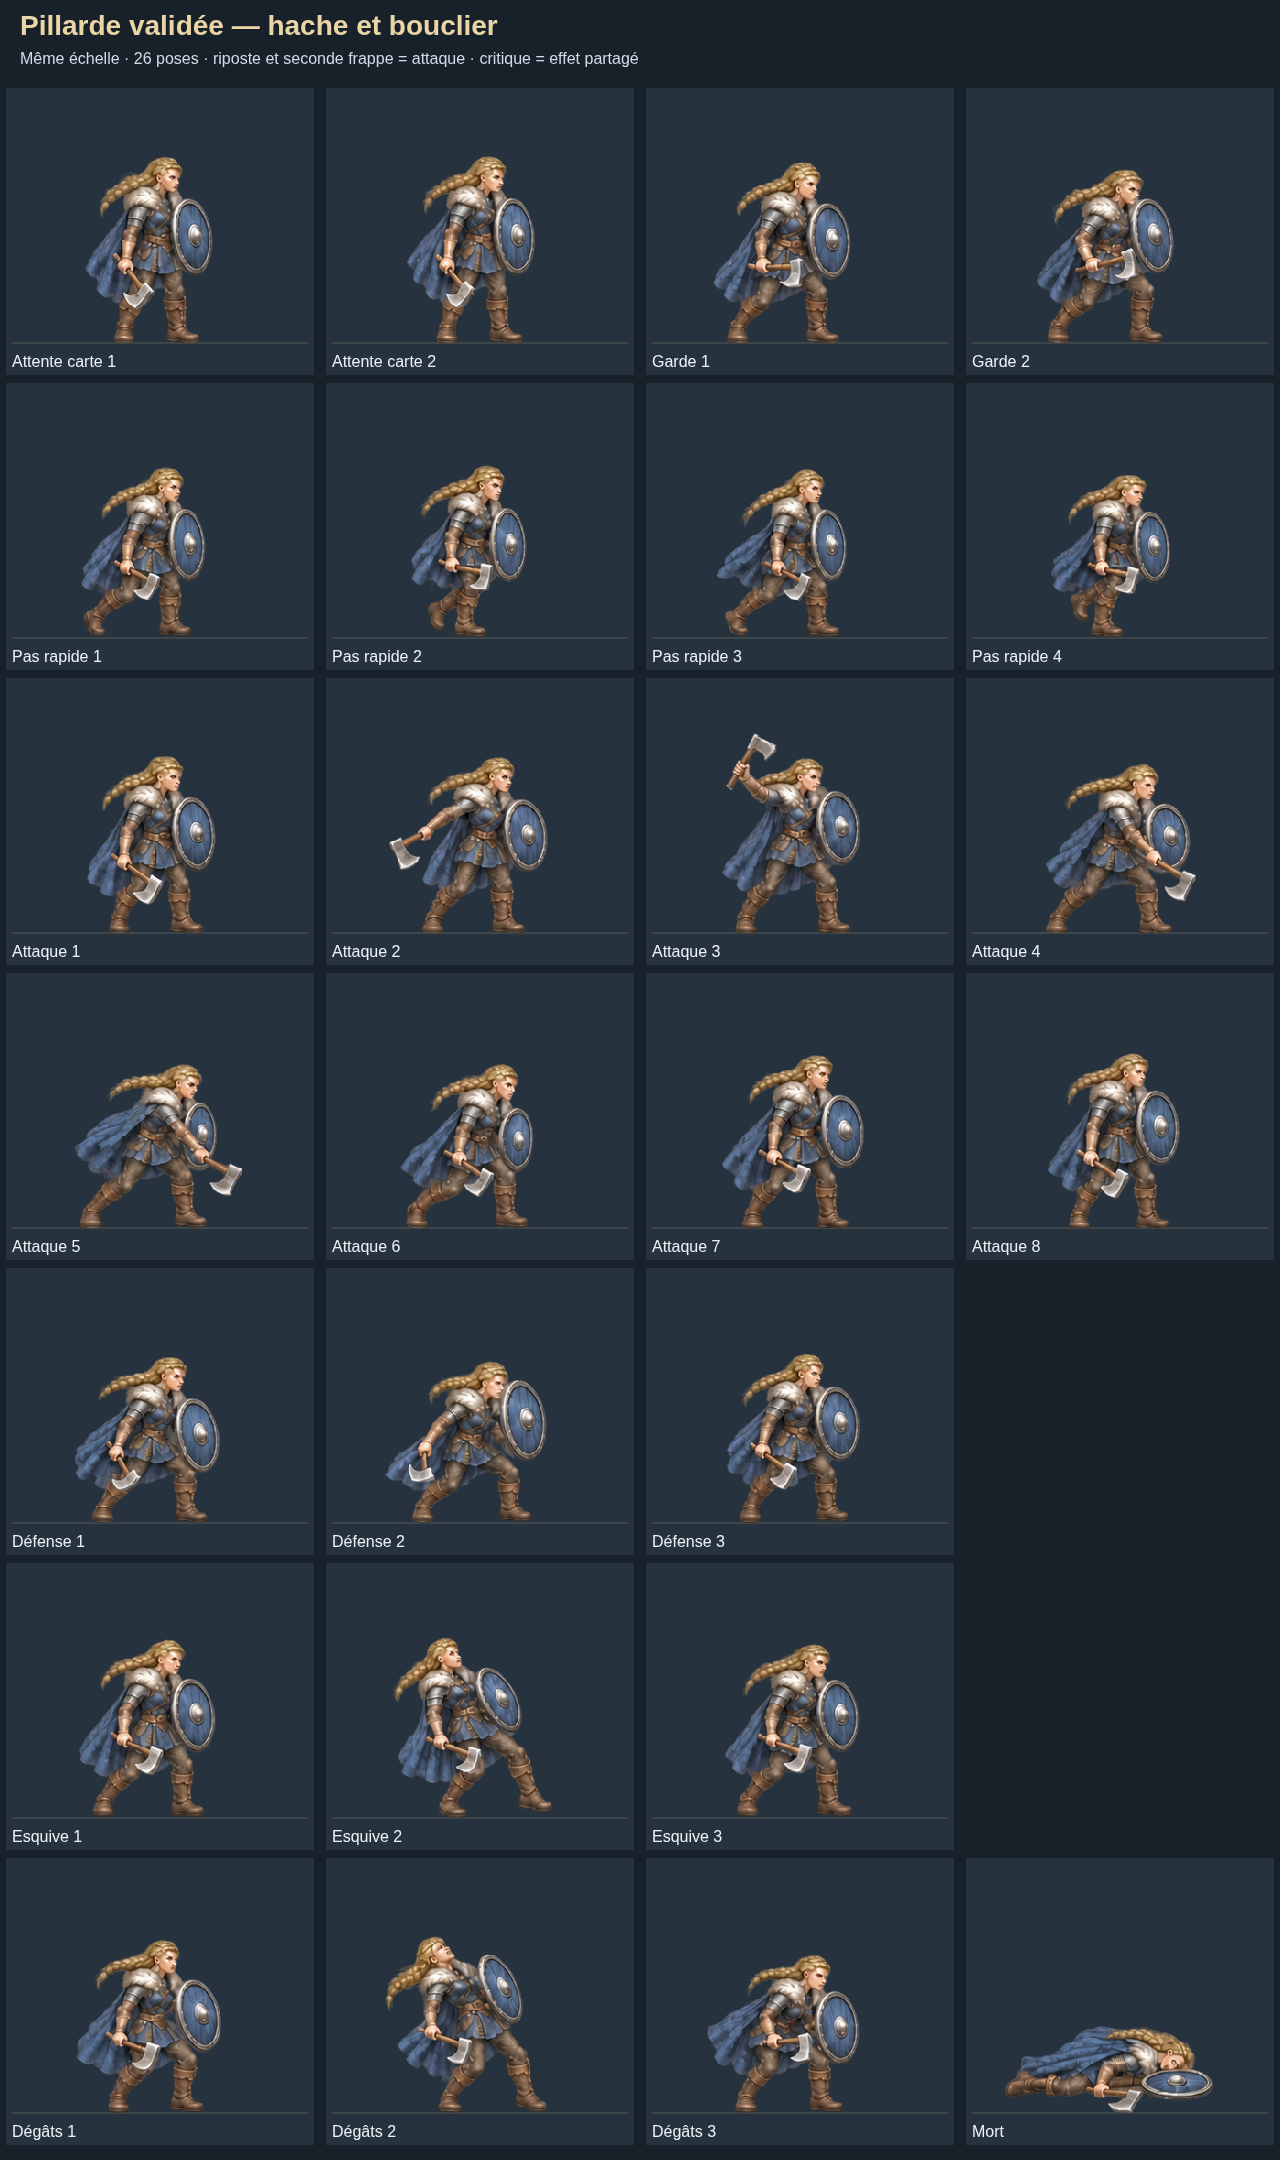 Pillarde validée — hache et bouclier
Même échelle · 26 poses · riposte et seconde frappe = attaque · critique = effet partagé
Attente carte 1
Attente carte 2
Garde 1
Garde 2
Pas rapide 1
Pas rapide 2
Pas rapide 3
Pas rapide 4
Attaque 1
Attaque 2
Attaque 3
Attaque 4
Attaque 5
Attaque 6
Attaque 7
Attaque 8
Défense 1
Défense 2
Défense 3
Esquive 1
Esquive 2
Esquive 3
Dégâts 1
Dégâts 2
Dégâts 3
Mort